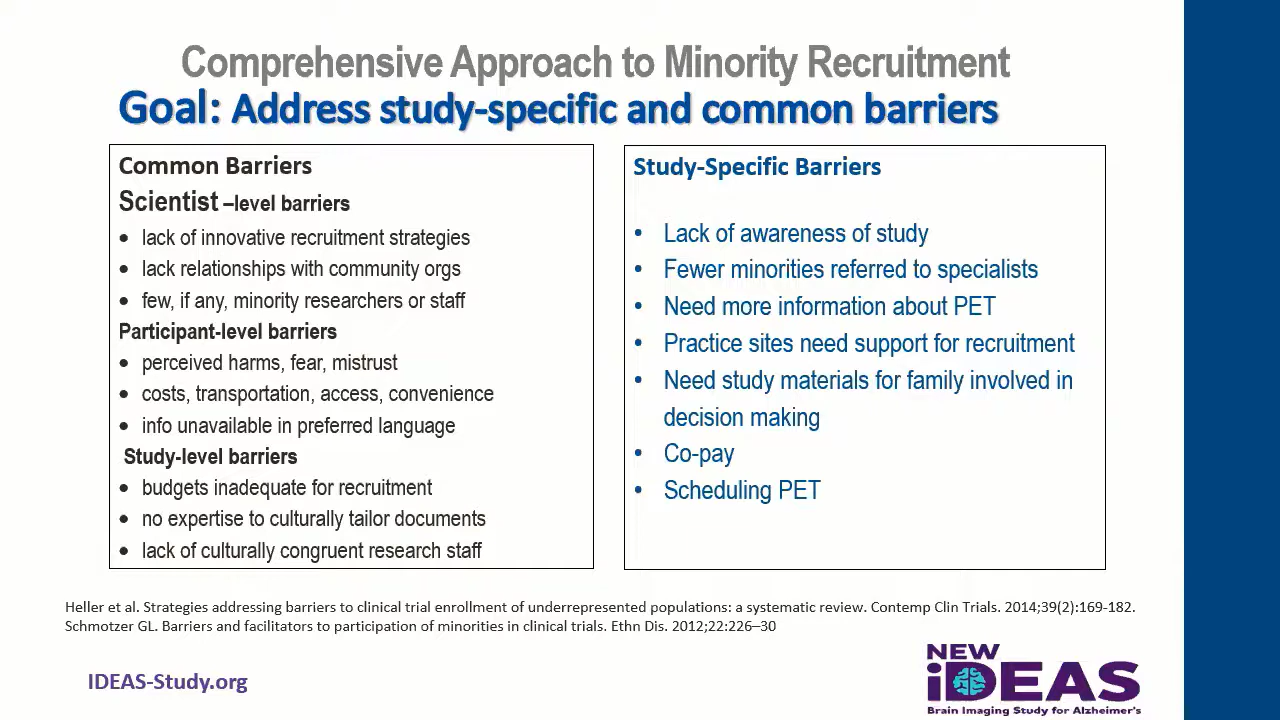 Comprehensive Approach to Minority Recruitment
Goal: Address study-specific and common barriers
Common Barriers
Scientist –level barriers
• lack of innovative recruitment strategies
• lack relationships with community orgs
• few, if any, minority researchers or staff
Participant-level barriers
• perceived harms, fear, mistrust
• costs, transportation, access, convenience
• info unavailable in preferred language
Study-level barriers
• budgets inadequate for recruitment
• no expertise to culturally tailor documents
• lack of culturally congruent research staff
Study-Specific Barriers
• Lack of awareness of study
• Fewer minorities referred to specialists
• Need more information about PET
• Practice sites need support for recruitment
• Need study materials for family involved in
decision making
• Co-pay
• Scheduling PET
Heller et al. Strategies addressing barriers to clinical trial enrollment of underrepresented populations: a systematic review. Contemp Clin Trials. 2014;39(2):169-182.
Schmotzer GL. Barriers and facilitators to participation of minorities in clinical trials. Ethn Dis. 2012;22:226–30
IDEAS-Study.org
NEW
iDEAS
Brain Imaging Study for Alzheimer's